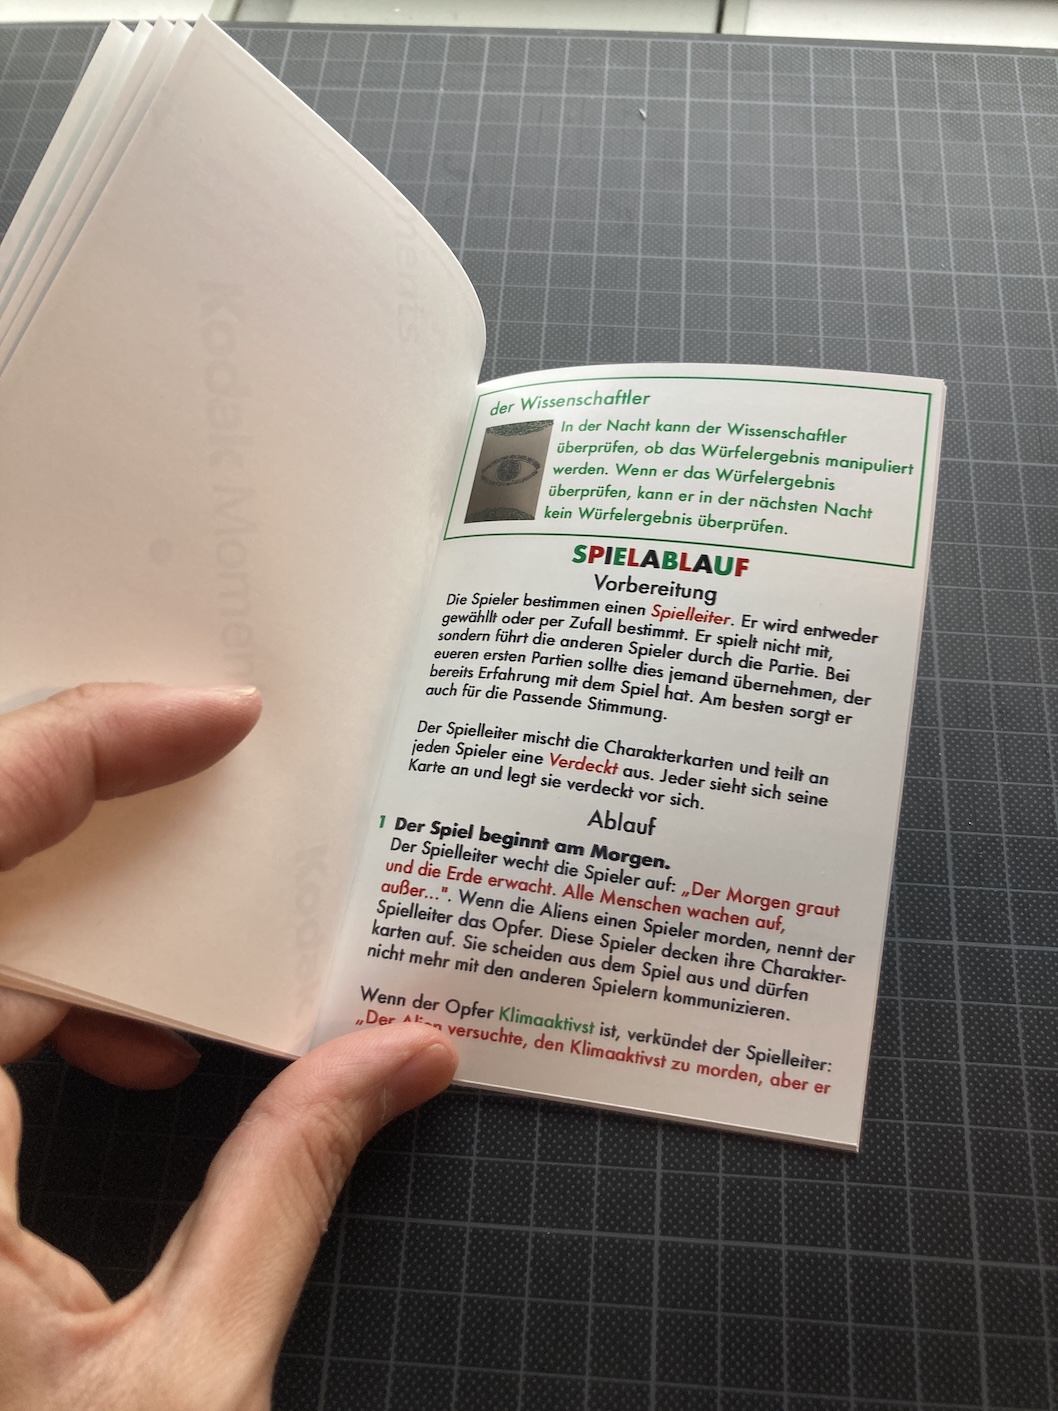 der Wissenschaftler
In der Nacht kann der Wissenschaftler
überprüfen, ob das Würfelergebnis manipuliert
werden. Wenn er das Würfelergebnis
überprüfen, kann er in der nächsten Nacht
kein Würfelergebnis überprüfen.
SPIELABLAUF
Vorbereitung
Die Spieler bestimmen einen Spielleiter. Er wird entweder
gewähllt oder per Zufall bestimmt. Er spielt nicht mit,
sondern führt die anderen Spieler durch die Partie. Bei
eueren ersten Partien sollte dies jemand übernehmen, der
bereits Erfahrung mit dem Spiel hat. Am besten sorgt er
auch für die Passende Stimmung.
Der Spielleiter mischt die Charakterkarten und teilt an
jeden Spieler eine Verdeckt aus. Jeder sieht sich seine
Karte an und legt sie verdeckt vor sich.
Ablauf
1 Der Spiel beginnt am Morgen.
Der Spielleiter wecht die Spieler auf: „Der Morgen graut
und die Erde erwacht. Alle Menschen wachen auf,
außer...". Wenn die Aliens einen Spieler morden, nennt der
Spielleiter das Opfer. Diese Spieler decken ihre Charakter-
karten auf. Sie scheiden aus dem Spiel aus und dürfen
nicht mehr mit den anderen Spielern kommunizieren.
Wenn der Opfer Klimaaktivst ist, verkündet der Spielleiter:
„Der Alien versuchte, den Klimaaktivst zu morden, aber er
Kodak Moments